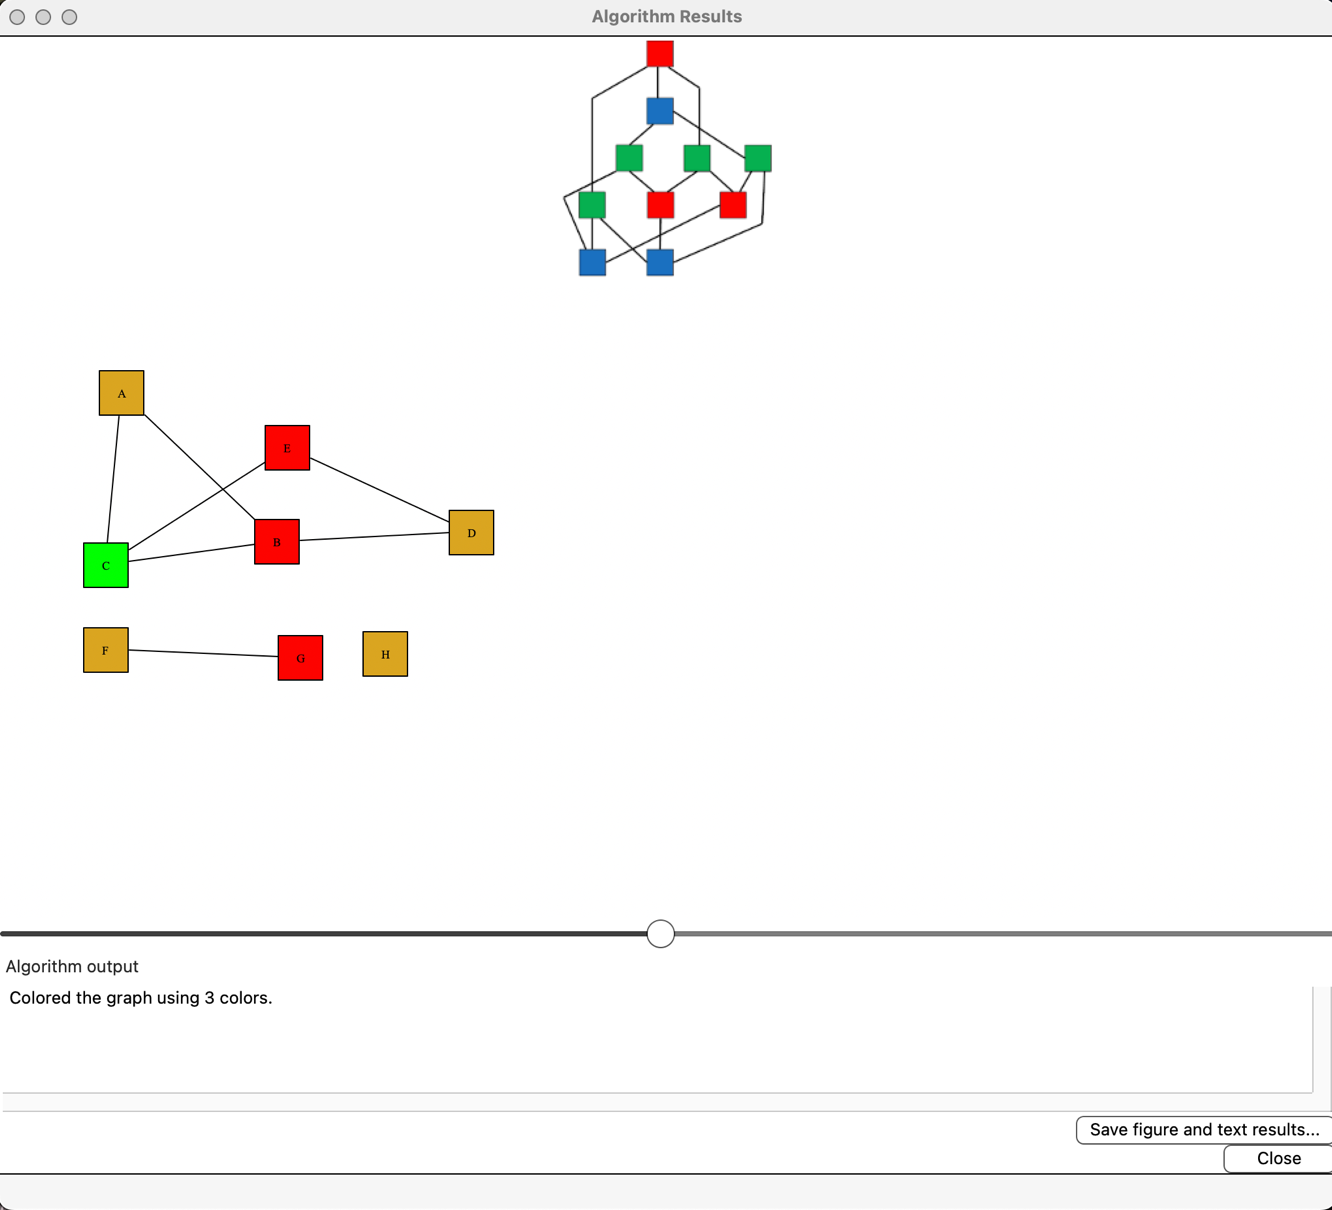 Algorithm Results
A
E
D
B
C
F
G
H
Algorithm output
Colored the graph using 3 colors.
Save figure and text results...
Close